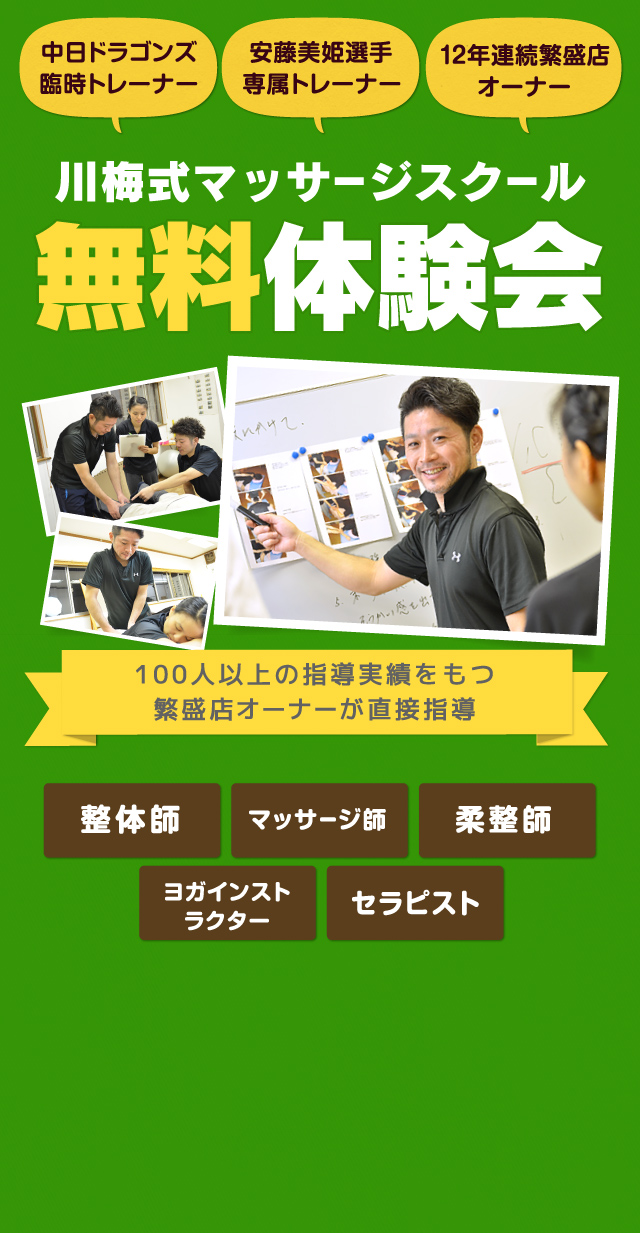 中日ドラゴンズ
臨時トレーナー
安藤美姫選手
専属トレーナー
12年連続繁盛店
オーナー
川梅式マッサージスクール
無料体験会
100人以上の指導実績をもつ
繁盛店オーナーが直接指導
整体師
マッサージ師
柔整師
ヨガインスト
ラクター
セラピスト